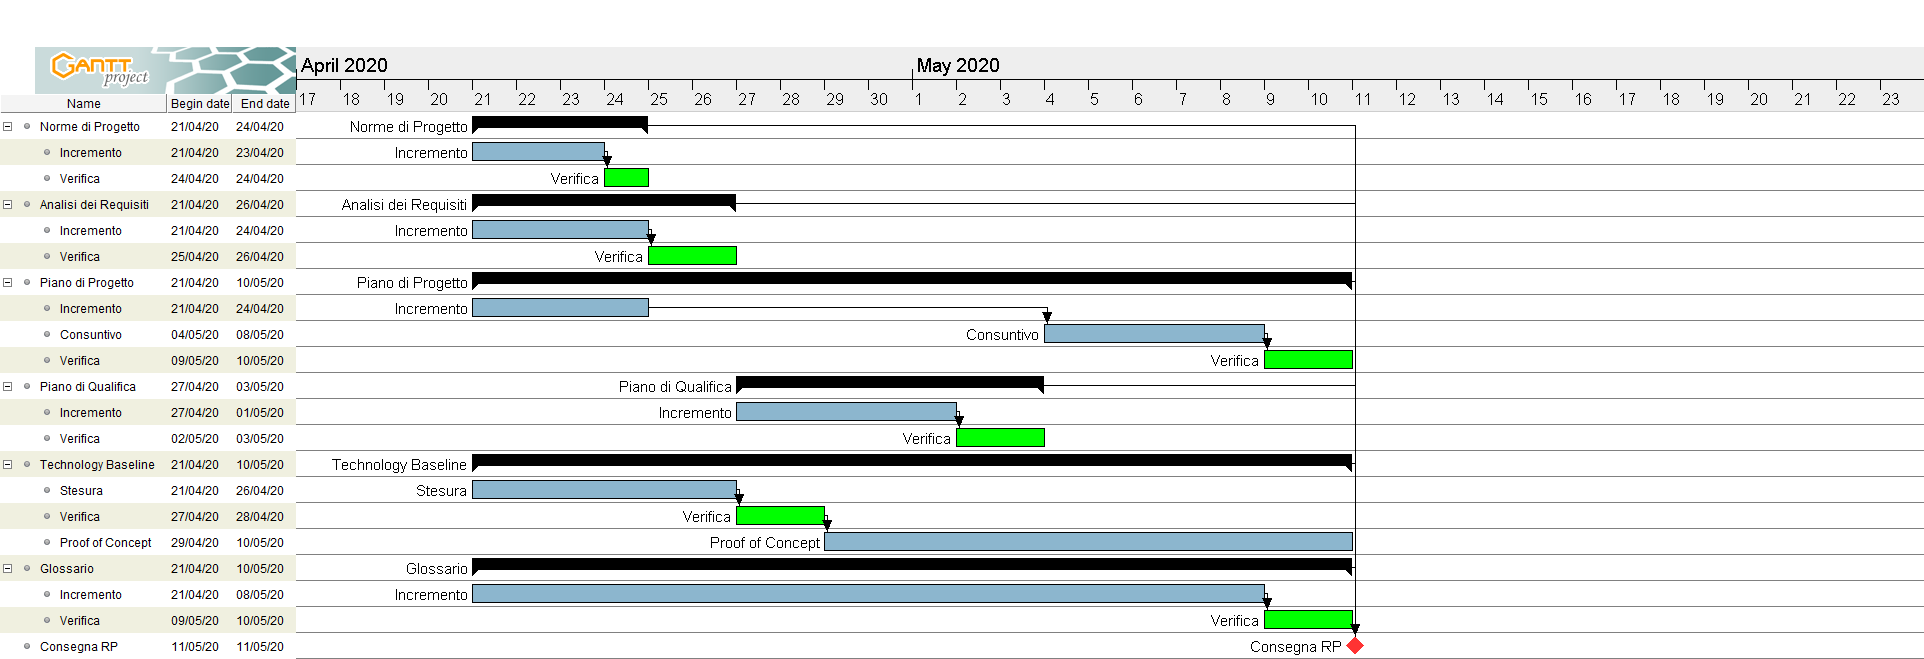 GANTT project
April 2020 May 2020
17 18 19 20 21 22 23 24 25 26 27 28 29 30 1 2 3 4 5 6 7 8 9 10 11 12 13 14 15 16 17 18 19 20 21 22 23
Name Begin date End date
Norme di Progetto 21/04/20 24/04/20 Norme di Progetto
Incremento 21/04/20 23/04/20 Incremento
Verifica 24/04/20 24/04/20 Verifica
Analisi dei Requisiti 21/04/20 26/04/20 Analisi dei Requisiti
Incremento 21/04/20 24/04/20 Incremento
Verifica 25/04/20 26/04/20 Verifica
Piano di Progetto 21/04/20 10/05/20 Piano di Progetto
Incremento 21/04/20 24/04/20 Incremento
Consuntivo 04/05/20 08/05/20 Consuntivo
Verifica 09/05/20 10/05/20 Verifica
Piano di Qualifica 27/04/20 03/05/20 Piano di Qualifica
Incremento 27/04/20 01/05/20 Incremento
Verifica 02/05/20 03/05/20 Verifica
Technology Baseline 21/04/20 10/05/20 Technology Baseline
Stesura 21/04/20 26/04/20 Stesura
Verifica 27/04/20 28/04/20 Verifica
Proof of Concept 29/04/20 10/05/20 Proof of Concept
Glossario 21/04/20 10/05/20 Glossario
Incremento 21/04/20 08/05/20 Incremento
Verifica 09/05/20 10/05/20 Verifica
Consegna RP 11/05/20 11/05/20 Consegna RP